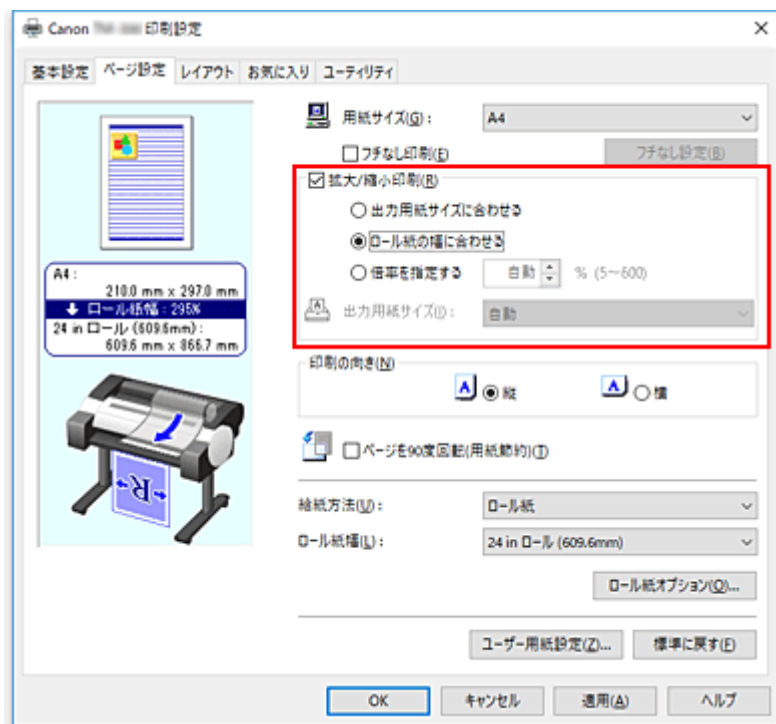 Canon 印刷設定
基本設定 ページ設定 レイアウト お気に入り ユーティリティ
用紙サイズ(G): A4
フチなし印刷(E) フチなし設定(B)
拡大/縮小印刷(R)
出力用紙サイズに合わせる
ロール紙の幅に合わせる
倍率を指定する 自動 % (5～600)
出力用紙サイズ(I): 自動
A4 :
210.0 mm x 297.0 mm
ロール紙幅 : 295%
24 in ロール (609.6mm) :
609.6 mm x 866.7 mm
R
印刷の向き(N)
A 縦 A 横
ページを90度回転(用紙節約)(T)
給紙方法(U): ロール紙
ロール紙幅(L): 24 in ロール (609.6mm)
ロール紙オプション(O)...
ユーザー用紙設定(Z)... 標準に戻す(F)
OK キャンセル 適用(A) ヘルプ